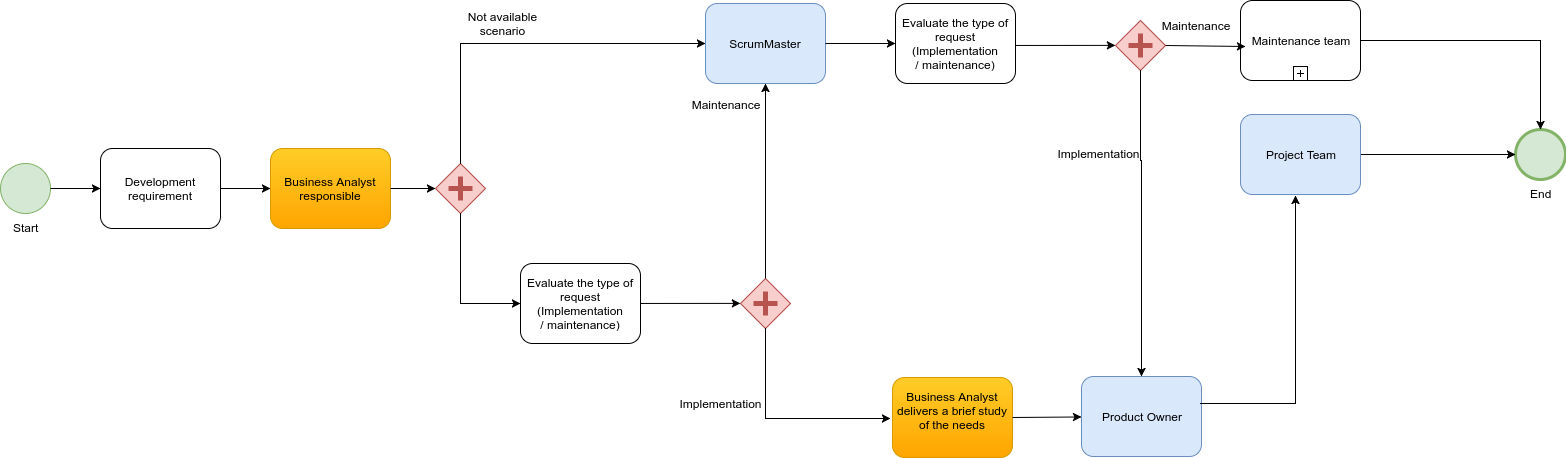 Not available
scenario
ScrumMaster
Evaluate the type of
request
(Implementation
/ maintenance)
Maintenance
Maintenance team
Maintenance
Development
requirement
Business Analyst
responsible
Implementation
Project Team
Start
End
Evaluate the type of
request
(Implementation
/ maintenance)
Implementation
Business Analyst
delivers a brief study
of the needs
Product Owner